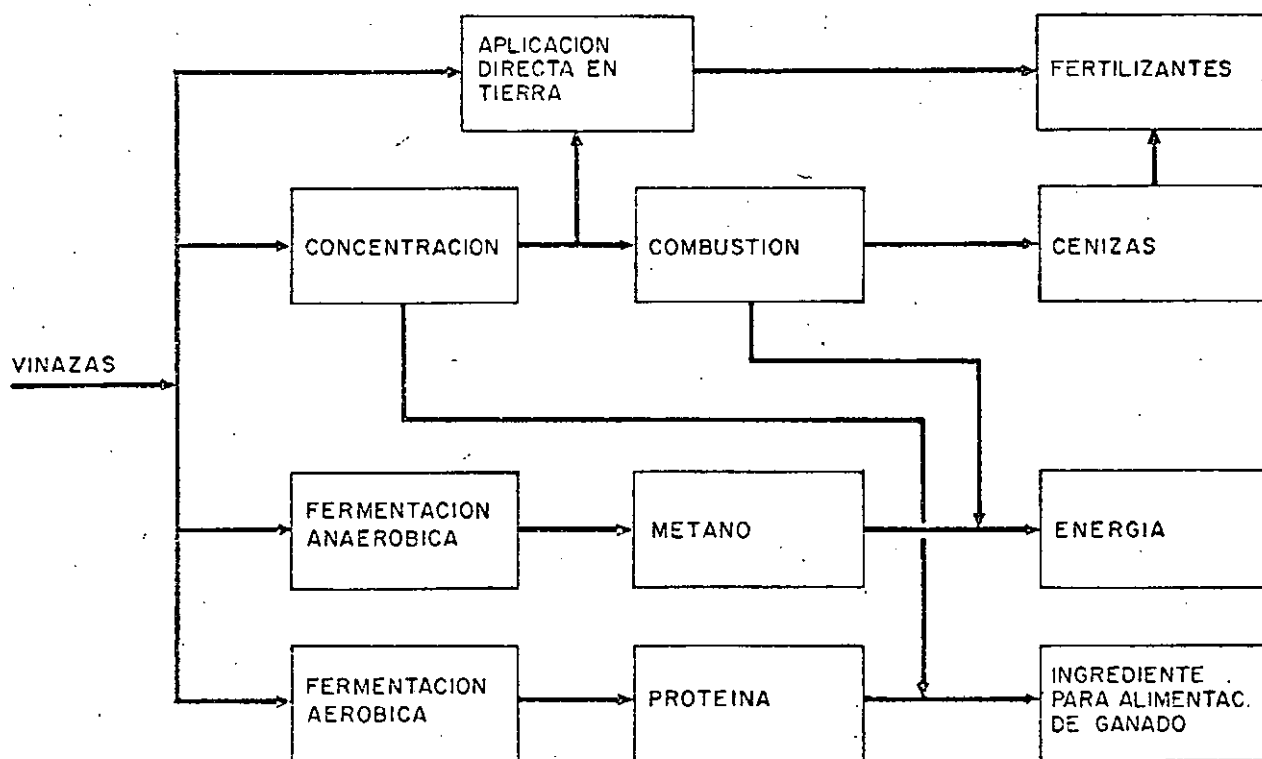 APLICACION
DIRECTA EN
TIERRA
FERTILIZANTES
CONCENTRACION
COMBUSTION
CENIZAS
VINAZAS
FERMENTACION
ANAEROBICA
METANO
ENERGIA
FERMENTACION
AEROBICA
PROTEINA
INGREDIENTE
PARA ALIMENTAC.
DE GANADO